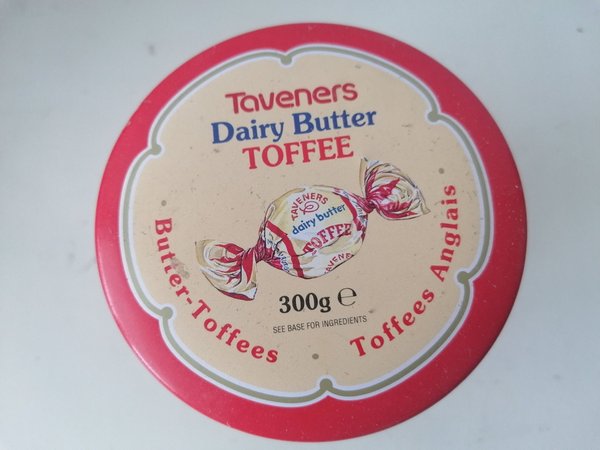 Taveners
Dairy Butter
TOFFEE
TAVENERS
dairy butter
TOFFEE
300g ℮
SEE BASE FOR INGREDIENTS
Butter-Toffees
Toffees Anglais